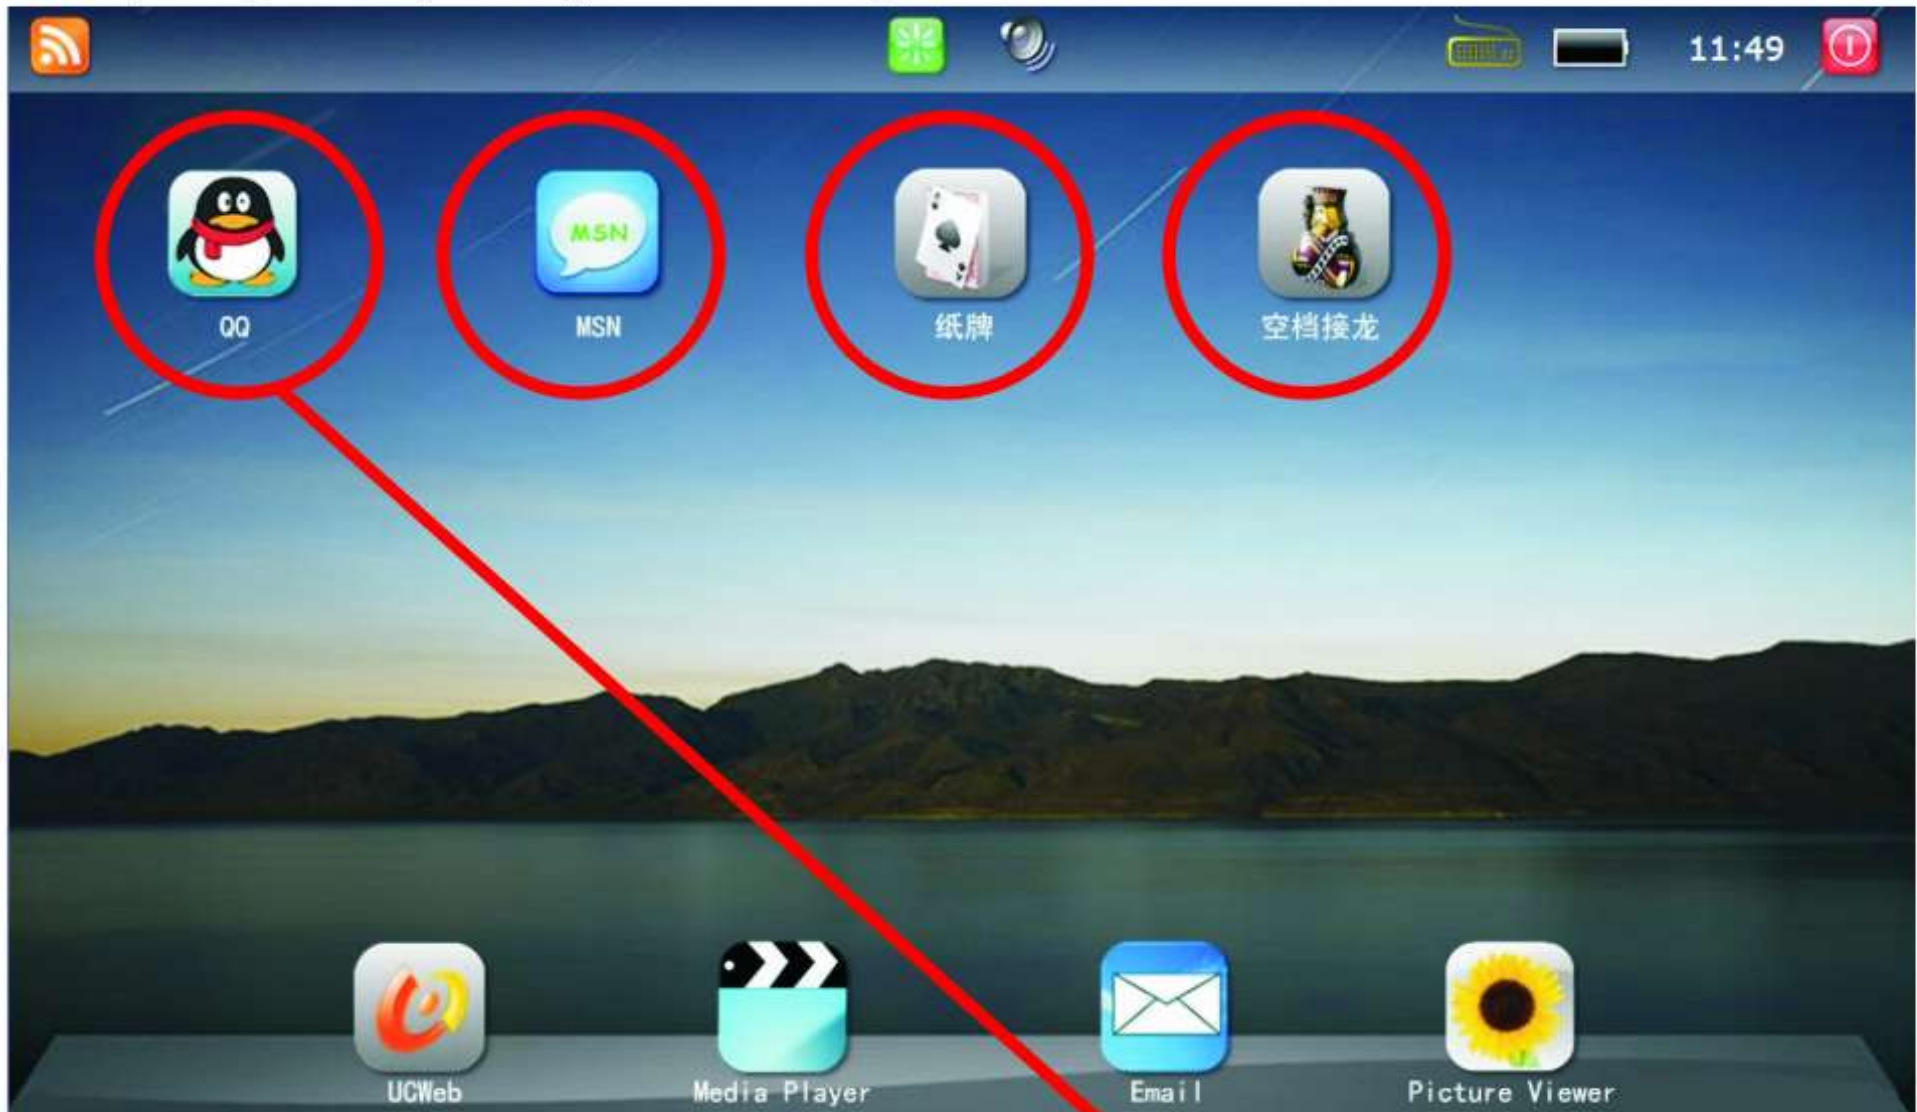 11:49
MSN
QQ
MSN
纸牌
空档接龙
UCWeb
Media Player
Email
Picture Viewer